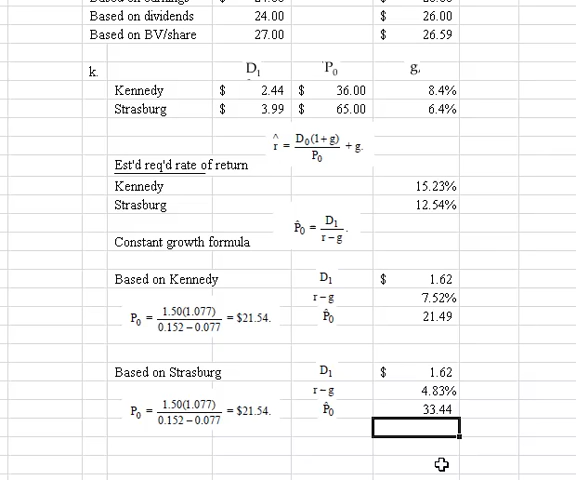 Based on dividends 24.00 $ 26.00
Based on BV/share 27.00 $ 26.59
k. D₁ P₀ g,
Kennedy $ 2.44 $ 36.00 8.4%
Strasburg $ 3.99 $ 65.00 6.4%
r̂ = D₀(1+g) / P₀ + g.
Est'd req'd rate of return
Kennedy 15.23%
Strasburg 12.54%
P̂₀ = D₁ / r−g .
Constant growth formula
Based on Kennedy D₁ $ 1.62
r−g 7.52%
P₀ = 1.50(1.077) / 0.152−0.077 = $21.54. P̂₀ 21.49
Based on Strasburg D₁ $ 1.62
r−g 4.83%
P₀ = 1.50(1.077) / 0.152−0.077 = $21.54. P̂₀ 33.44